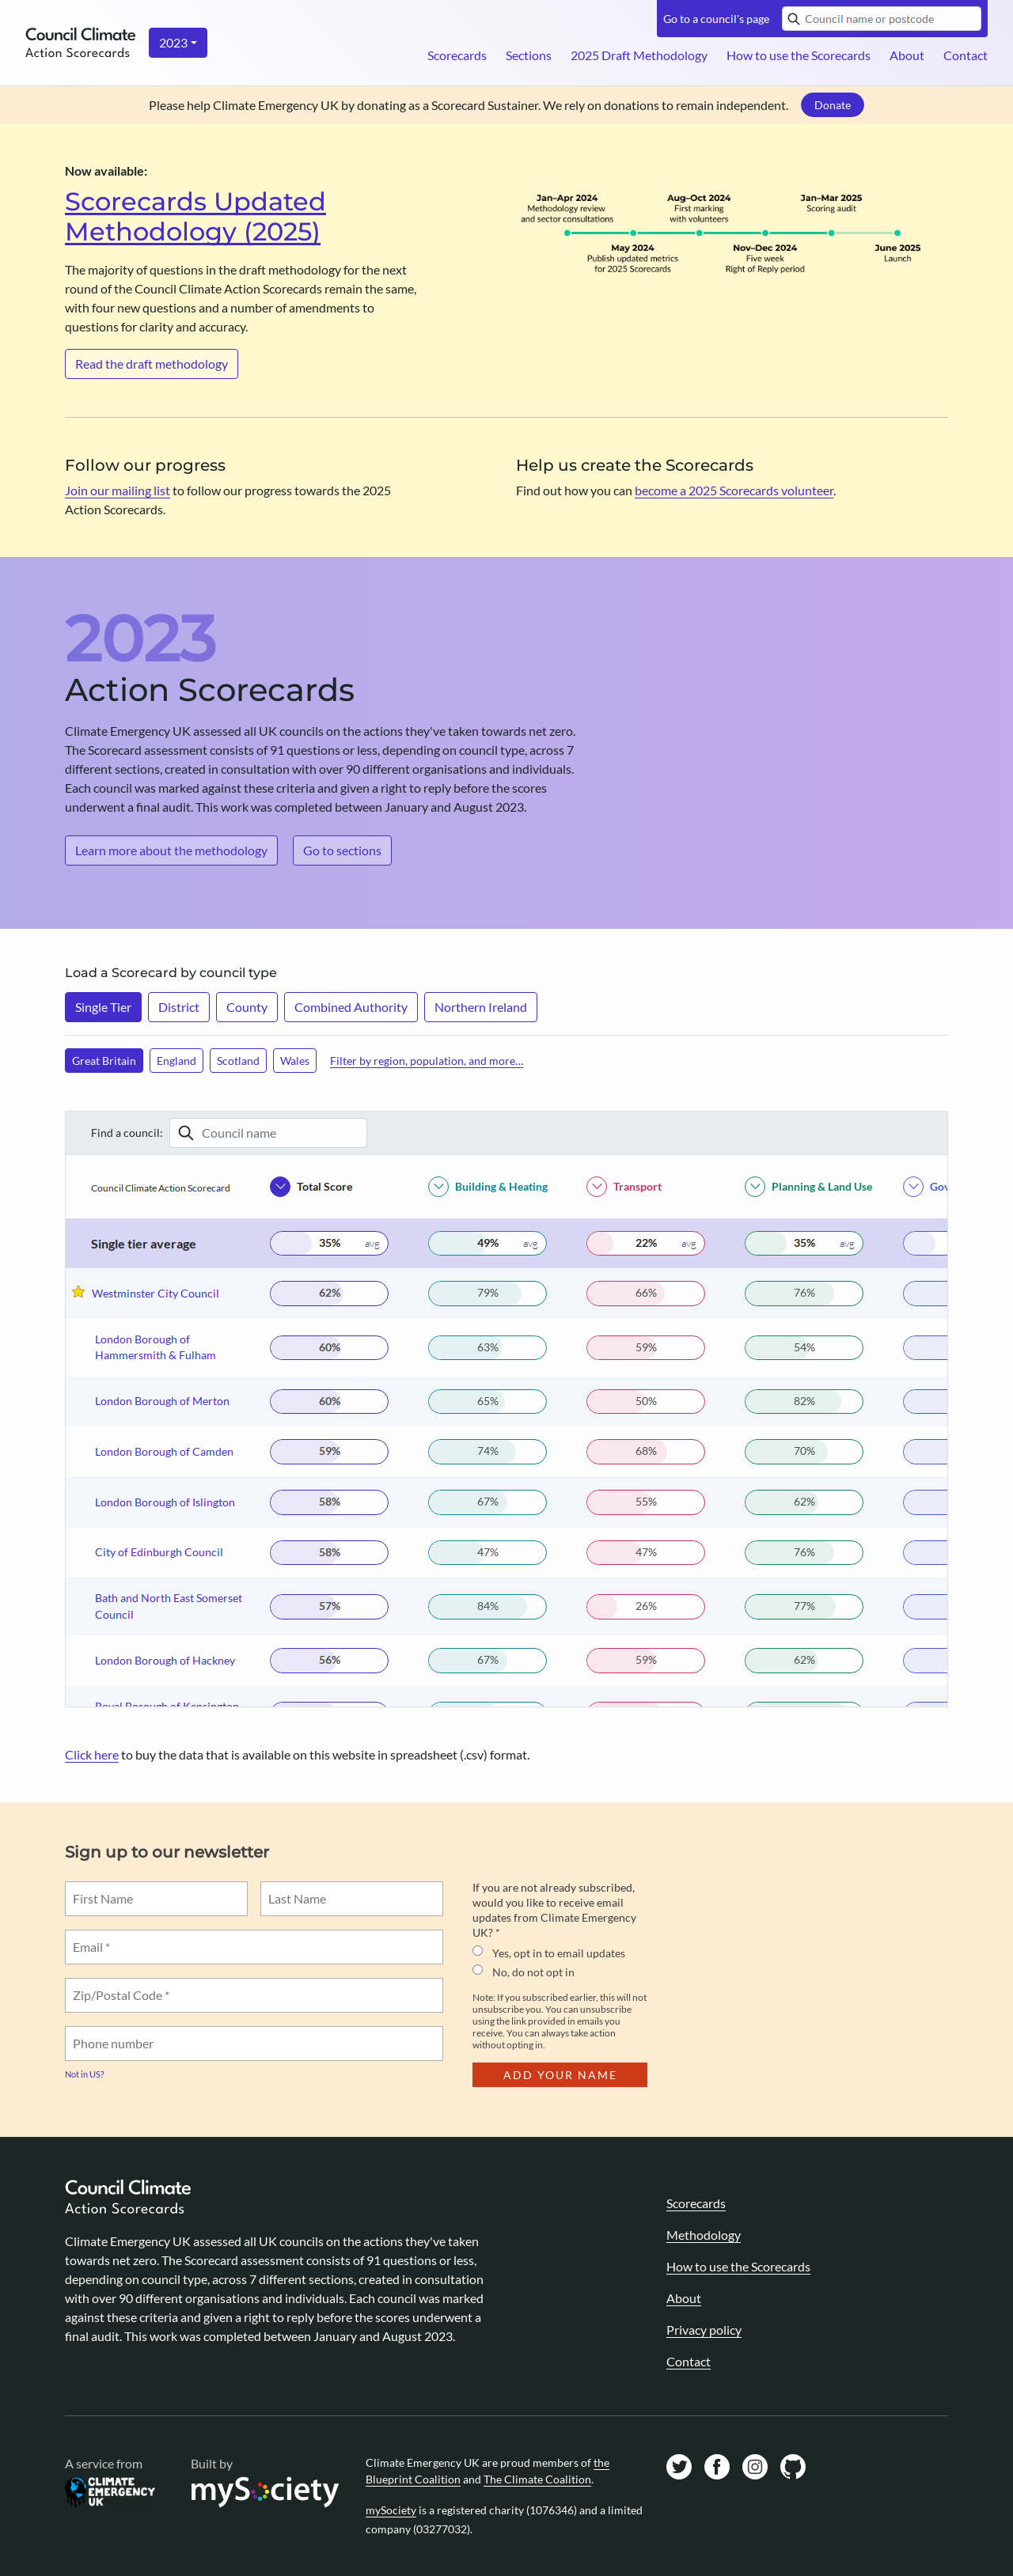 Council Climate
Action Scorecards
2023
Go to a council's page
Council name or postcode
Scorecards
Sections
2025 Draft Methodology
How to use the Scorecards
About
Contact
Please help Climate Emergency UK by donating as a Scorecard Sustainer. We rely on donations to remain independent.
Donate
Now available:
Scorecards Updated
Methodology (2025)
The majority of questions in the draft methodology for the next
round of the Council Climate Action Scorecards remain the same,
with four new questions and a number of amendments to
questions for clarity and accuracy.
Read the draft methodology
Jan–Apr 2024
Methodology review
and sector consultations
Aug–Oct 2024
First marking
with volunteers
Jan–Mar 2025
Scoring audit
May 2024
Publish updated metrics
for 2025 Scorecards
Nov–Dec 2024
Five week
Right of Reply period
June 2025
Launch
Follow our progress
Join our mailing list to follow our progress towards the 2025
Action Scorecards.
Help us create the Scorecards
Find out how you can become a 2025 Scorecards volunteer.
2023
Action Scorecards
Climate Emergency UK assessed all UK councils on the actions they've taken towards net zero.
The Scorecard assessment consists of 91 questions or less, depending on council type, across 7
different sections, created in consultation with over 90 different organisations and individuals.
Each council was marked against these criteria and given a right to reply before the scores
underwent a final audit. This work was completed between January and August 2023.
Learn more about the methodology
Go to sections
Load a Scorecard by council type
Single Tier
District
County
Combined Authority
Northern Ireland
Great Britain
England
Scotland
Wales
Filter by region, population, and more...
Find a council:
Council name
Council Climate Action Scorecard
Total Score
Building & Heating
Transport
Planning & Land Use
Gov
Single tier average
35% avg
49% avg
22% avg
35% avg
Westminster City Council
62%
79%
66%
76%
London Borough of
Hammersmith & Fulham
60%
63%
59%
54%
London Borough of Merton
60%
65%
50%
82%
London Borough of Camden
59%
74%
68%
70%
London Borough of Islington
58%
67%
55%
62%
City of Edinburgh Council
58%
47%
47%
76%
Bath and North East Somerset
Council
57%
84%
26%
77%
London Borough of Hackney
56%
67%
59%
62%
Royal Borough of Kensington
Click here to buy the data that is available on this website in spreadsheet (.csv) format.
Sign up to our newsletter
First Name
Last Name
Email *
Zip/Postal Code *
Phone number
Not in US?
If you are not already subscribed,
would you like to receive email
updates from Climate Emergency
UK? *
Yes, opt in to email updates
No, do not opt in
Note: If you subscribed earlier, this will not
unsubscribe you. You can unsubscribe
using the link provided in emails you
receive. You can always take action
without opting in.
ADD YOUR NAME
Council Climate
Action Scorecards
Climate Emergency UK assessed all UK councils on the actions they've taken
towards net zero. The Scorecard assessment consists of 91 questions or less,
depending on council type, across 7 different sections, created in consultation
with over 90 different organisations and individuals. Each council was marked
against these criteria and given a right to reply before the scores underwent a
final audit. This work was completed between January and August 2023.
Scorecards
Methodology
How to use the Scorecards
About
Privacy policy
Contact
A service from
CLIMATE
EMERGENCY
UK
Built by
mySociety
Climate Emergency UK are proud members of the
Blueprint Coalition and The Climate Coalition.
mySociety is a registered charity (1076346) and a limited
company (03277032).